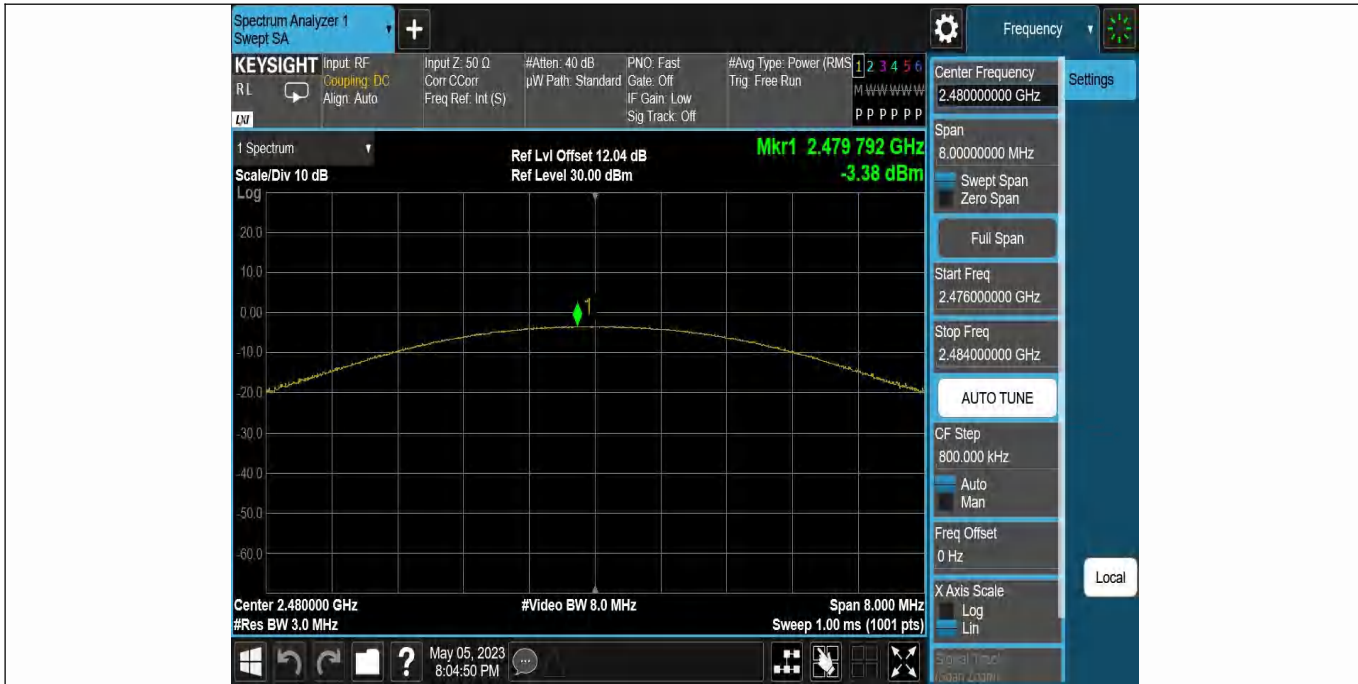 Spectrum Analyzer 1
Swept SA
+
Frequency
KEYSIGHT
R L
LXI
Input: RF
Coupling: DC
Align: Auto
Input Z: 50 Ω
Corr CCorr
Freq Ref: Int (S)
#Atten: 40 dB
µW Path: Standard
PNO: Fast
Gate: Off
IF Gain: Low
Sig Track: Off
#Avg Type: Power (RMS
Trig: Free Run
1 2 3 4 5 6
M W W W W W
P P P P P P
1 Spectrum
Scale/Div 10 dB
Ref Lvl Offset 12.04 dB
Ref Level 30.00 dBm
Mkr1 2.479 792 GHz
-3.38 dBm
Log
20.0
10.0
0.00
-10.0
-20.0
-30.0
-40.0
-50.0
-60.0
1
Center 2.480000 GHz
#Res BW 3.0 MHz
#Video BW 8.0 MHz
Span 8.000 MHz
Sweep 1.00 ms (1001 pts)
Center Frequency
2.480000000 GHz
Settings
Span
8.00000000 MHz
Swept Span
Zero Span
Full Span
Start Freq
2.476000000 GHz
Stop Freq
2.484000000 GHz
AUTO TUNE
CF Step
800.000 kHz
Auto
Man
Freq Offset
0 Hz
X Axis Scale
Log
Lin
Signal Track
(Span Zoom)
Local
?
May 05, 2023
8:04:50 PM